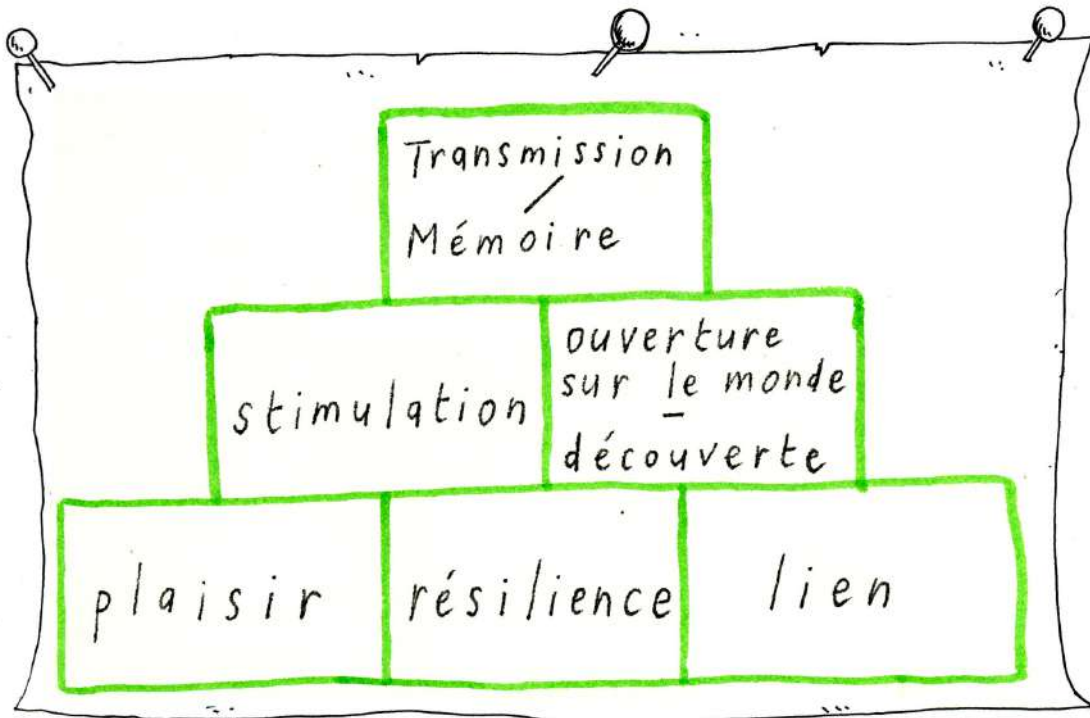 Transmission
/
Mémoire
stimulation
ouverture
sur le monde
–
découverte
plaisir
résilience
lien